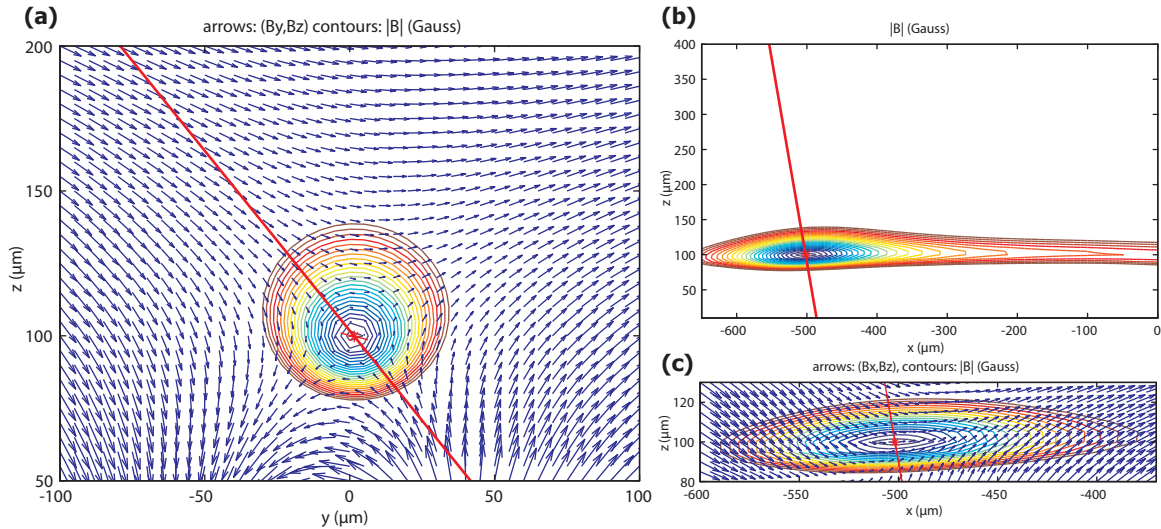 (a)
arrows: (By,Bz) contours: |B| (Gauss)
200
150
100
50
z (µm)
-100
-50
0
50
100
y (µm)
(b)
|B| (Gauss)
400
350
300
250
200
150
100
50
z (µm)
-600
-500
-400
-300
-200
-100
0
x (µm)
(c)
arrows: (Bx,Bz), contours: |B| (Gauss)
120
100
80
z(µm)
-600
-550
-500
-450
-400
x (µm)